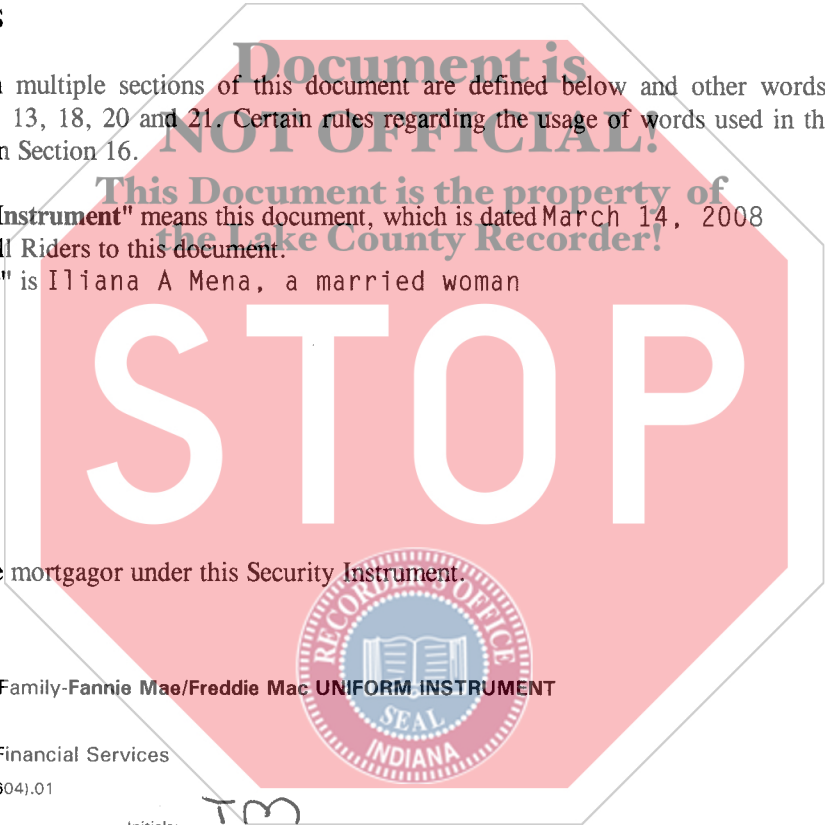 multiple sections of this document are defined below and other words
13, 18, 20 and 21. Certain rules regarding the usage of words used in
Section 16.
Document is
NOT OFFICIAL!
This Document is the property of
the Lake County Recorder!
Instrument" means this document, which is dated March 14, 2008
Riders to this document.
" is Iliana A Mena, a married woman
STOP
mortgagor under this Security Instrument.
RECORDER'S OFFICE
SEAL
INDIANA
Family-Fannie Mae/Freddie Mac UNIFORM INSTRUMENT
Financial Services
604).01